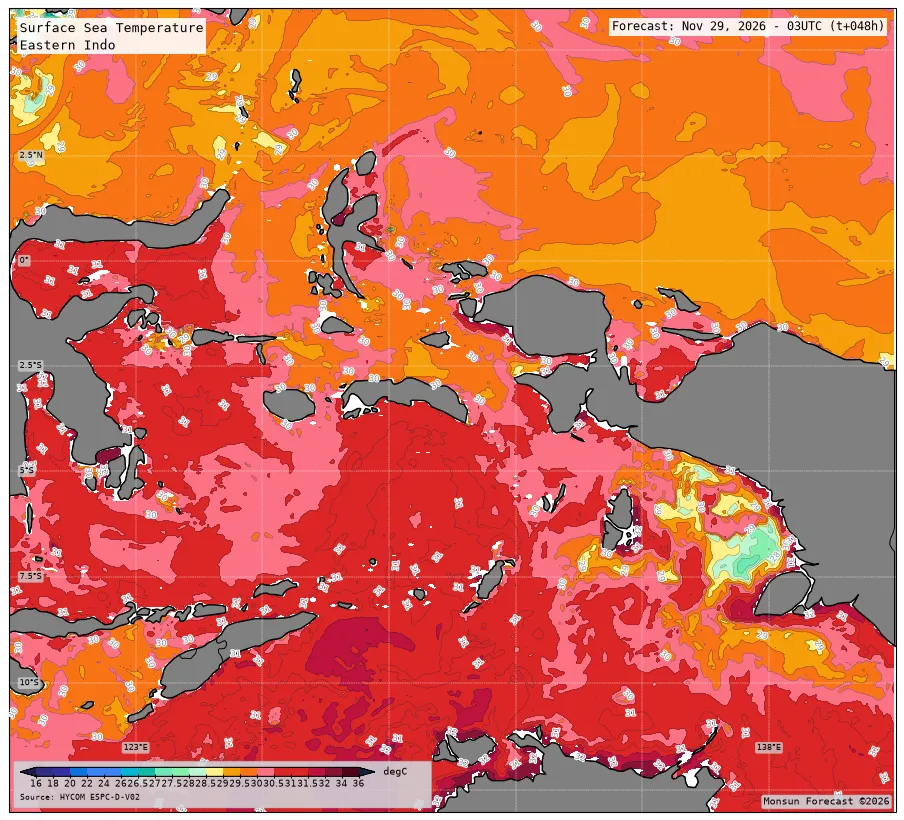 Surface Sea Temperature
Eastern Indo
Forecast: Nov 29, 2026 - 03UTC (t+048h)
2.5°N
0°
2.5°S
5°S
7.5°S
10°S
123°E
138°E
degC
16 18 20 22 24 26 26.5 27 27.5 28 28.5 29 29.5 30 30.5 31 31.5 32 34 36
Source: HYCOM ESPC-D-V02
Monsun Forecast ©2026